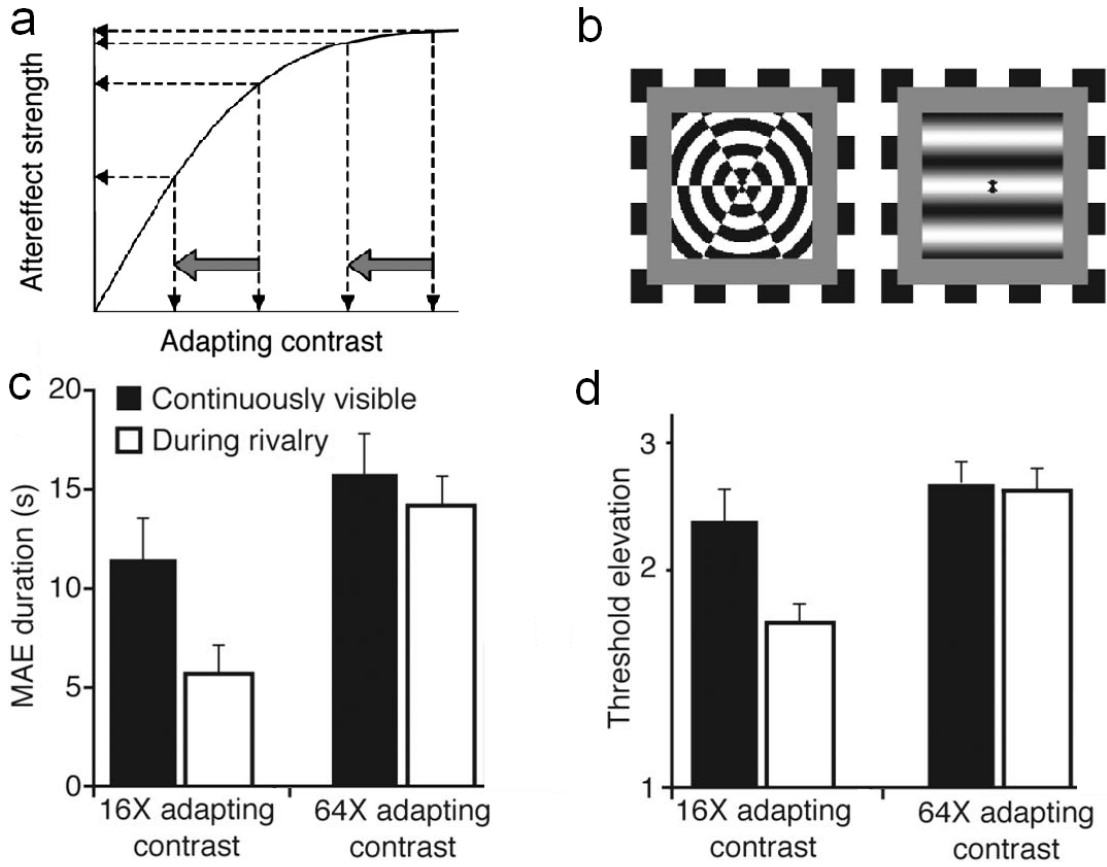 a
Aftereffect strength
Adapting contrast
b
c
MAE duration (s)
20
15
10
5
0
Continuously visible
During rivalry
16X adapting
contrast
64X adapting
contrast
d
Threshold elevation
3
2
1
16X adapting
contrast
64X adapting
contrast